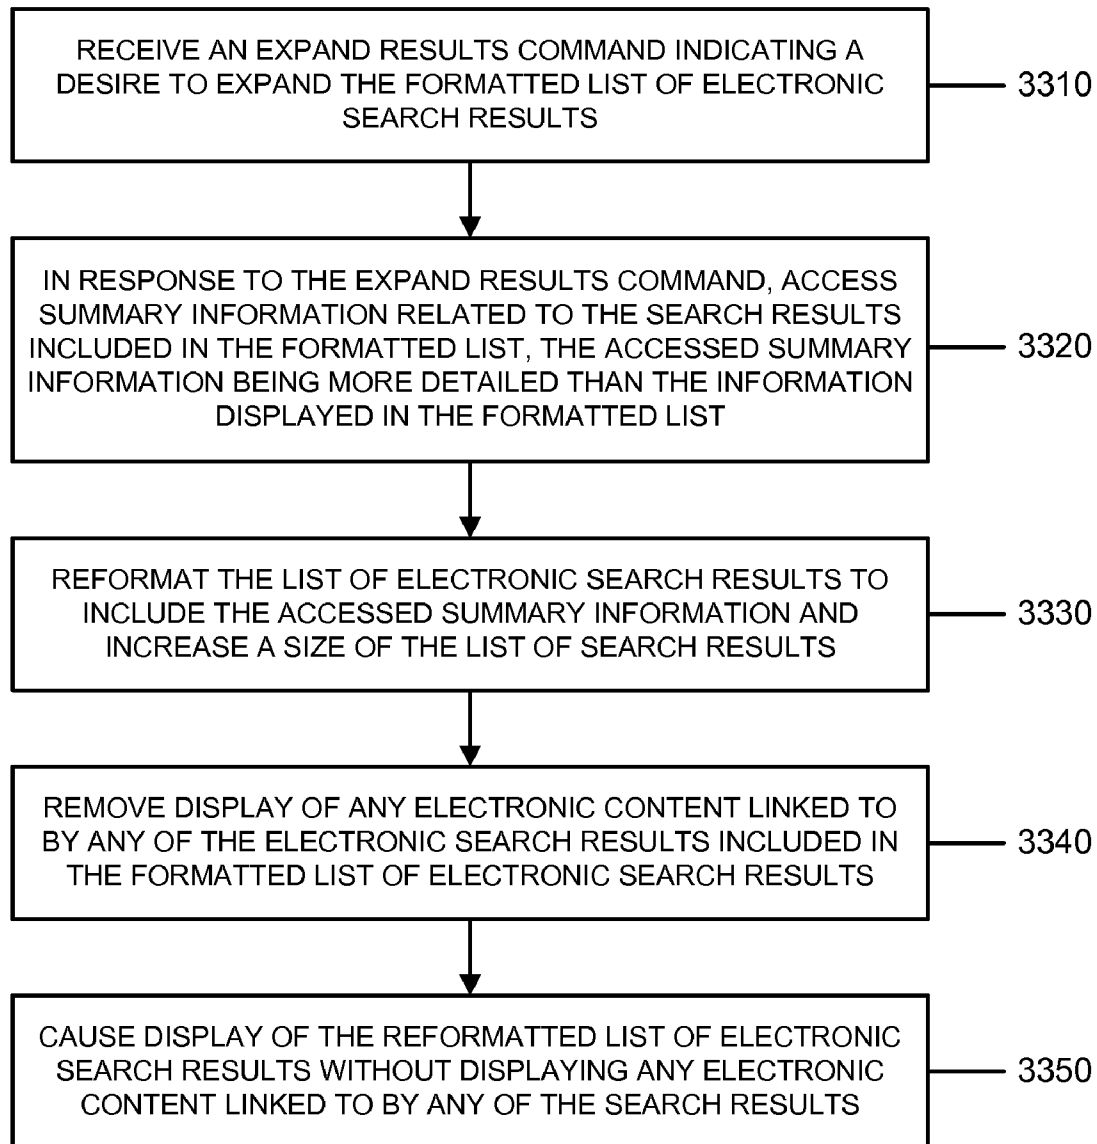 RECEIVE AN EXPAND RESULTS COMMAND INDICATING A
DESIRE TO EXPAND THE FORMATTED LIST OF ELECTRONIC
SEARCH RESULTS
3310
IN RESPONSE TO THE EXPAND RESULTS COMMAND, ACCESS
SUMMARY INFORMATION RELATED TO THE SEARCH RESULTS
INCLUDED IN THE FORMATTED LIST, THE ACCESSED SUMMARY
INFORMATION BEING MORE DETAILED THAN THE INFORMATION
DISPLAYED IN THE FORMATTED LIST
3320
REFORMAT THE LIST OF ELECTRONIC SEARCH RESULTS TO
INCLUDE THE ACCESSED SUMMARY INFORMATION AND
INCREASE A SIZE OF THE LIST OF SEARCH RESULTS
3330
REMOVE DISPLAY OF ANY ELECTRONIC CONTENT LINKED TO
BY ANY OF THE ELECTRONIC SEARCH RESULTS INCLUDED IN
THE FORMATTED LIST OF ELECTRONIC SEARCH RESULTS
3340
CAUSE DISPLAY OF THE REFORMATTED LIST OF ELECTRONIC
SEARCH RESULTS WITHOUT DISPLAYING ANY ELECTRONIC
CONTENT LINKED TO BY ANY OF THE SEARCH RESULTS
3350